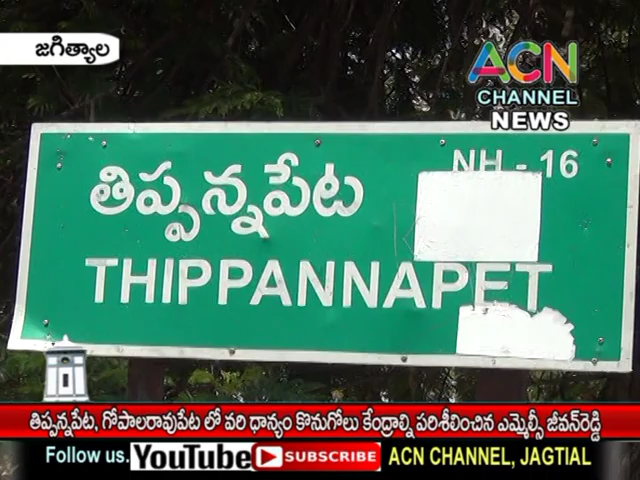 జగిత్యాల
ACN
CHANNEL
NEWS
NH - 16
తిప్పన్నపేట
THIPPANNAPET
తిప్పన్నపేట, గోపాలరావుపేట లో వరి ధాన్యం కొనుగోలు కేంద్రాల్ని పరిశీలించిన ఎమ్మెల్సీ జీవన్‌రెడ్డి
Follow us. YouTube SUBSCRIBE ACN CHANNEL, JAGTIAL